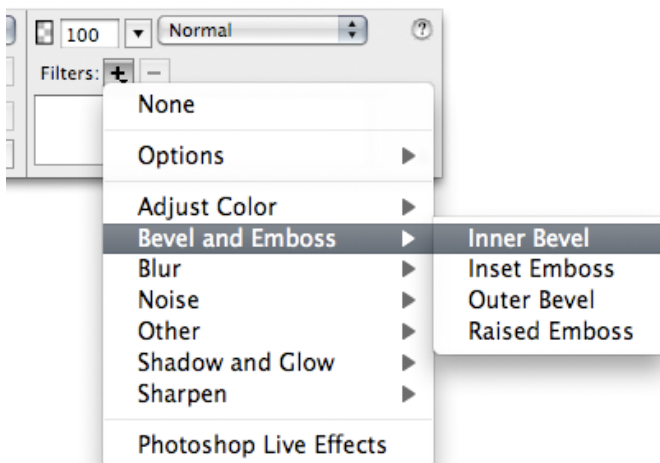 100 Normal ?
Filters: + −
None
Options
Adjust Color
Bevel and Emboss
Inner Bevel
Blur
Inset Emboss
Noise
Outer Bevel
Other
Raised Emboss
Shadow and Glow
Sharpen
Photoshop Live Effects